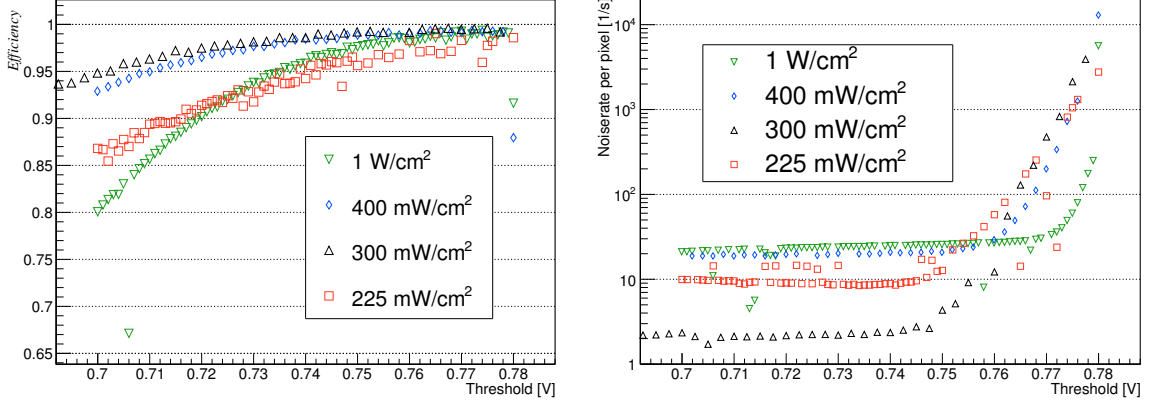 Efficiency
1
0.95
0.9
0.85
0.8
0.75
0.7
0.65
1 W/cm²
400 mW/cm²
300 mW/cm²
225 mW/cm²
0.7 0.71 0.72 0.73 0.74 0.75 0.76 0.77 0.78
Threshold [V]
Noiserate per pixel [1/s]
10⁴
10³
10²
10
1
1 W/cm²
400 mW/cm²
300 mW/cm²
225 mW/cm²
0.7 0.71 0.72 0.73 0.74 0.75 0.76 0.77 0.78
Threshold [V]